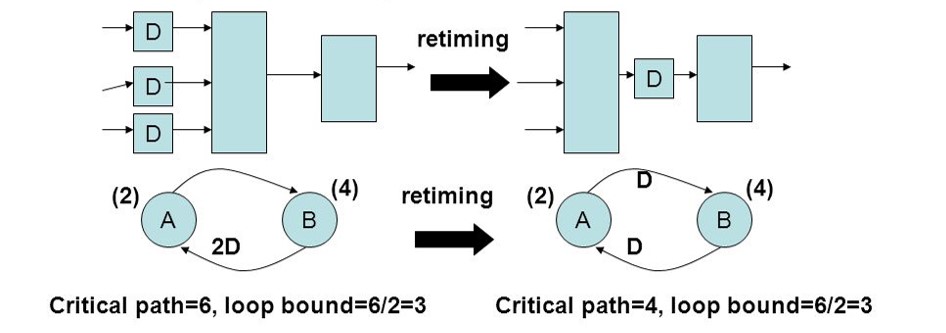 D
D
D
retiming
D
(2)
A
(4)
B
2D
retiming
(2)
A
D
(4)
B
D
Critical path=6, loop bound=6/2=3
Critical path=4, loop bound=6/2=3